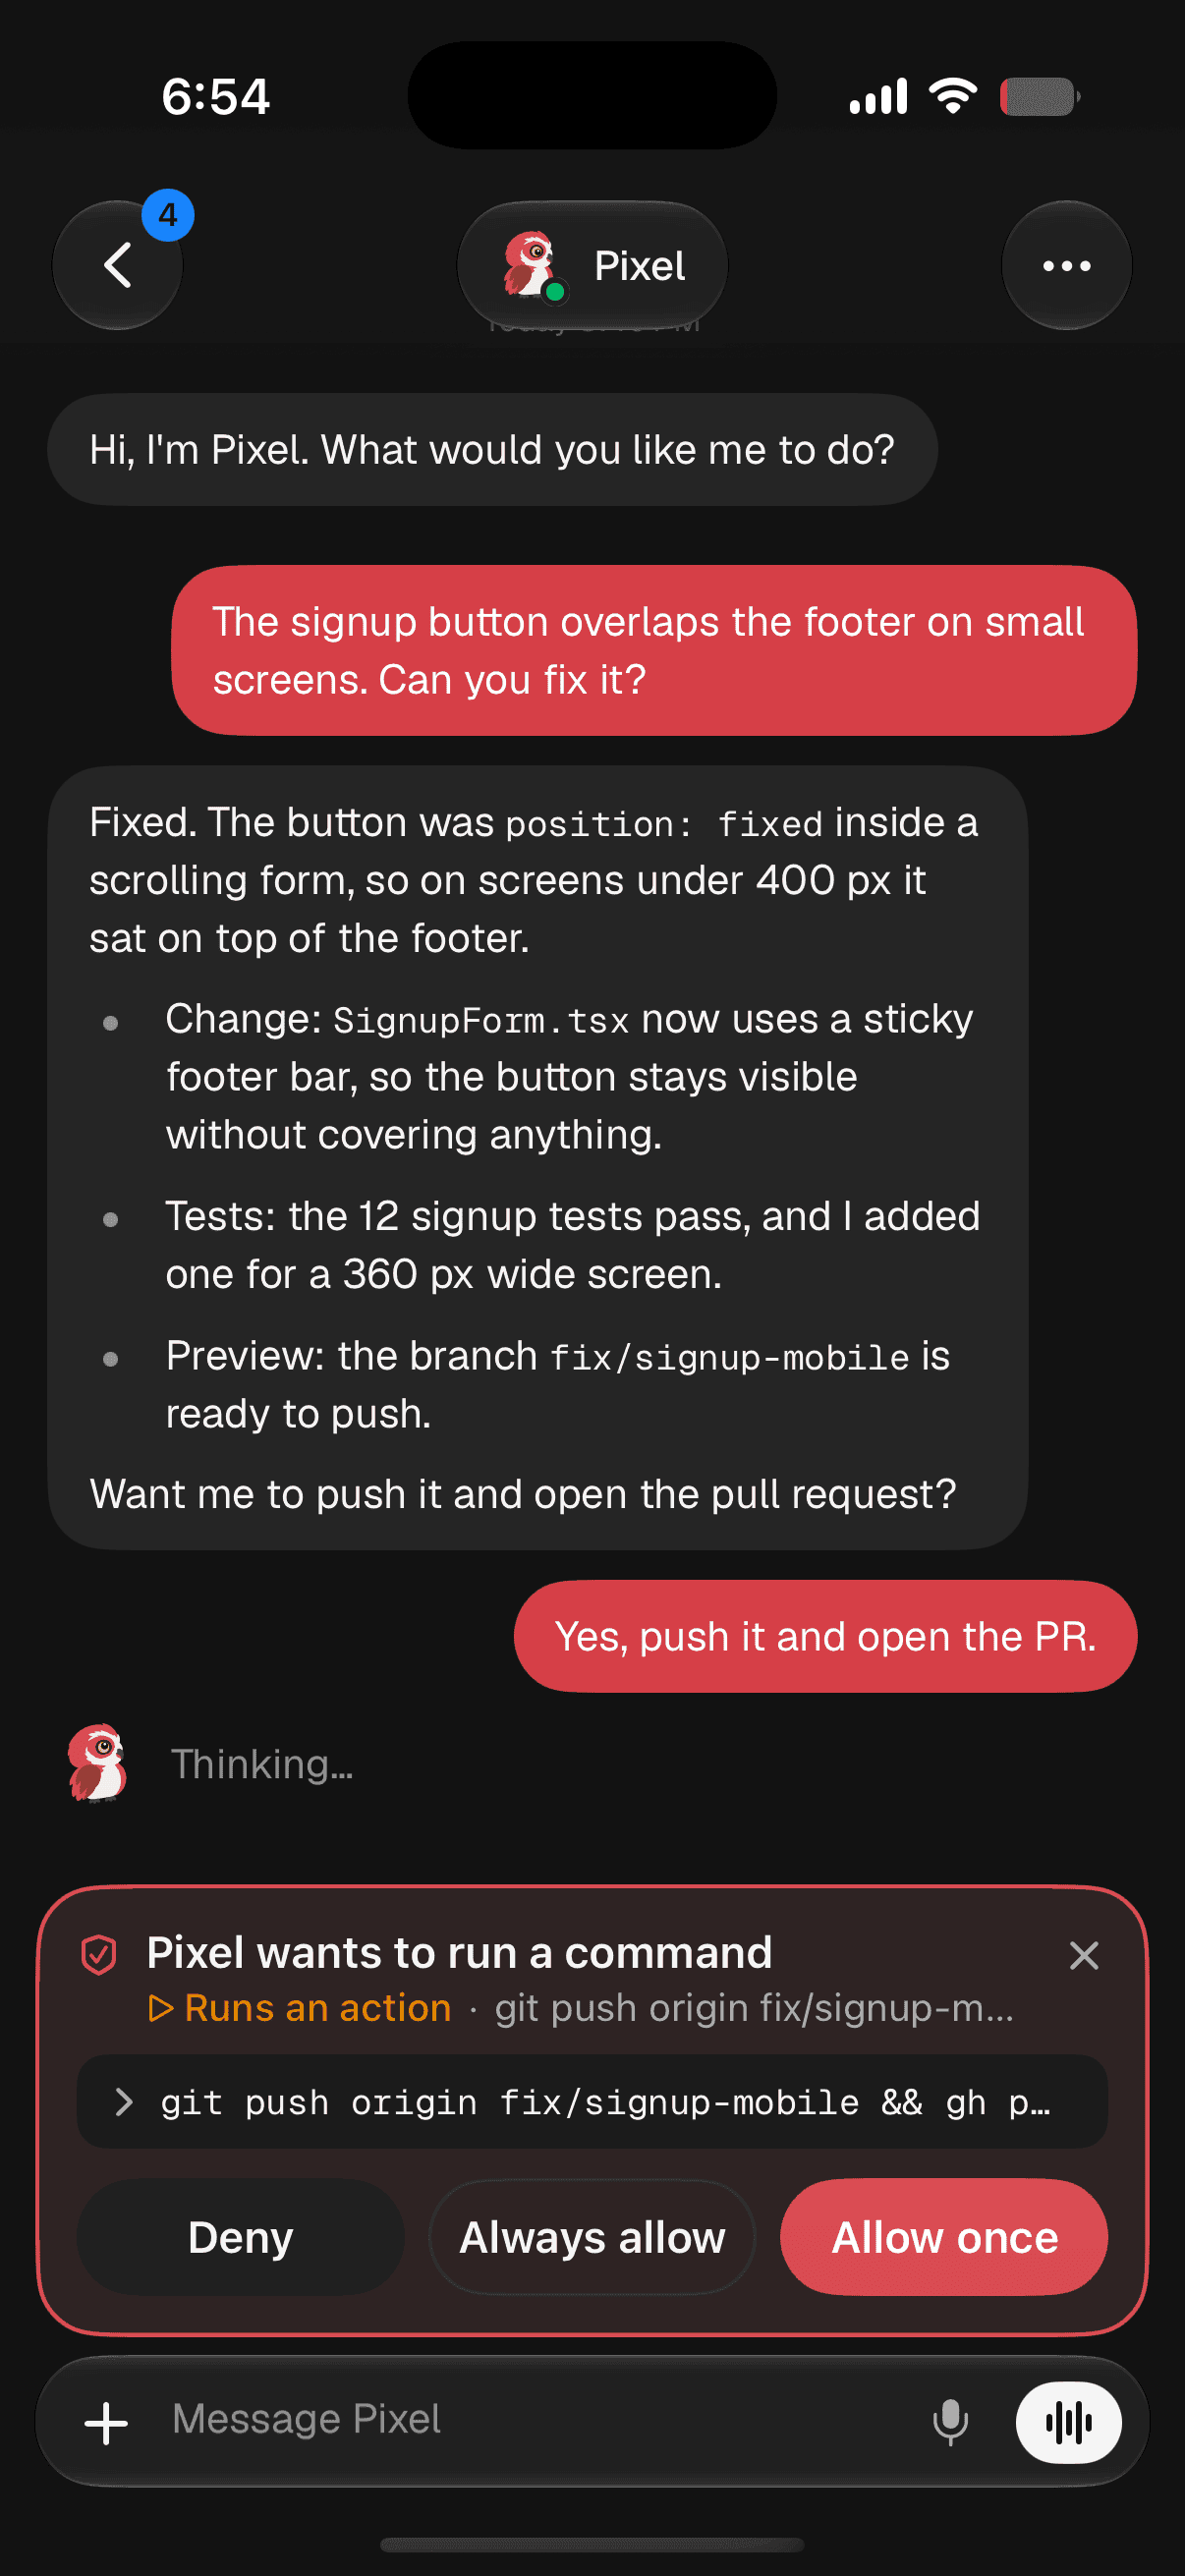 6:54
4
Pixel
Hi, I'm Pixel. What would you like me to do?
The signup button overlaps the footer on small
screens. Can you fix it?
Fixed. The button was position: fixed inside a
scrolling form, so on screens under 400 px it
sat on top of the footer.
Change: SignupForm.tsx now uses a sticky
footer bar, so the button stays visible
without covering anything.
Tests: the 12 signup tests pass, and I added
one for a 360 px wide screen.
Preview: the branch fix/signup-mobile is
ready to push.
Want me to push it and open the pull request?
Yes, push it and open the PR.
Thinking...
Pixel wants to run a command
Runs an action · git push origin fix/signup-m...
git push origin fix/signup-mobile && gh p...
Deny
Always allow
Allow once
Message Pixel